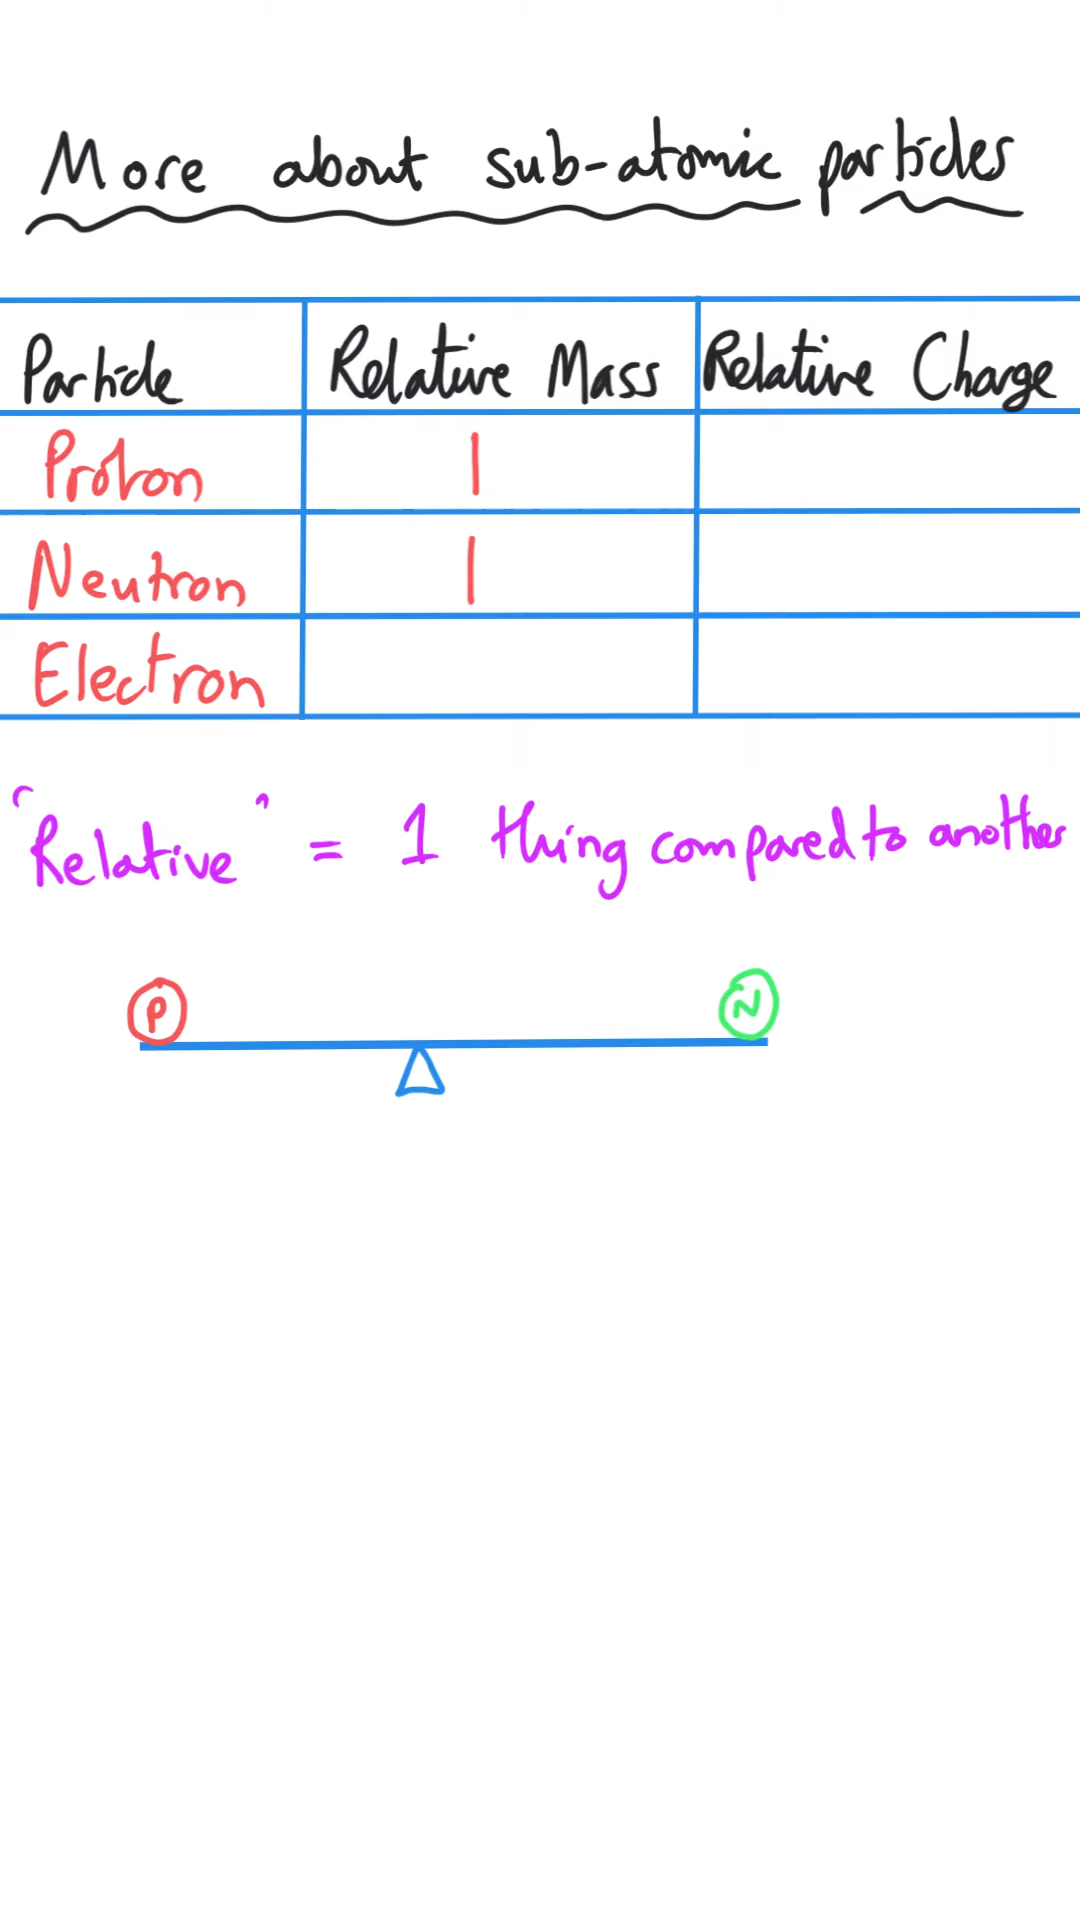 More about sub-atomic particles
Particle Relative Mass Relative Charge
Proton 1
Neutron 1
Electron
"Relative" = 1 thing compared to another
P N